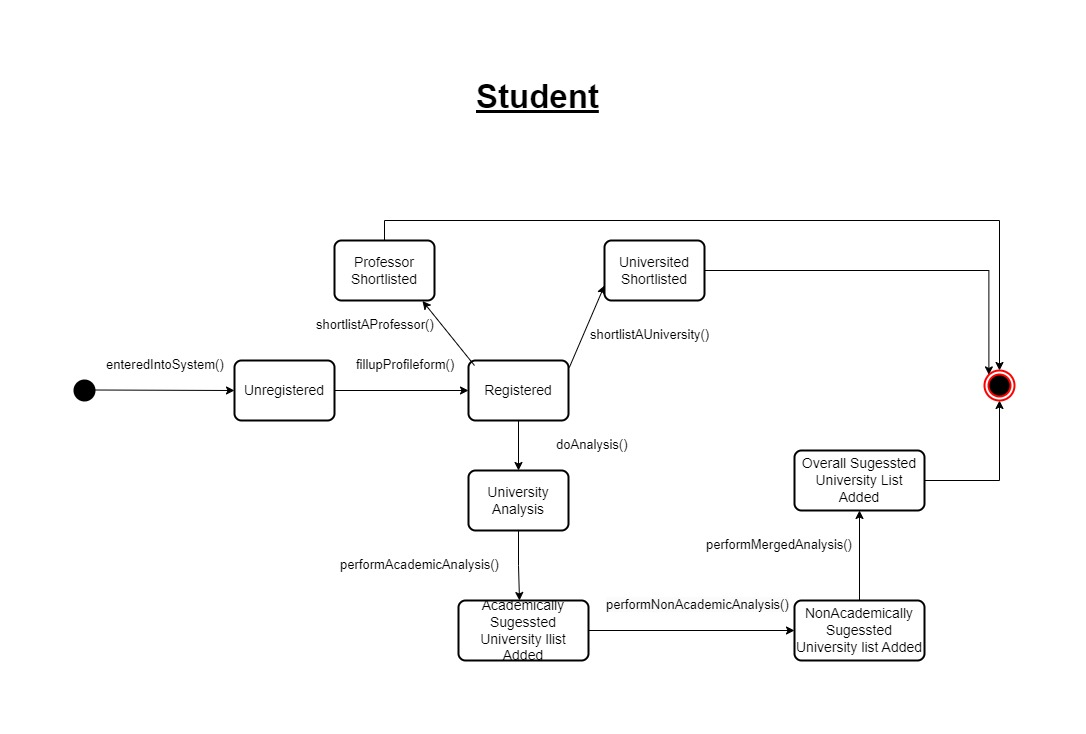 Student
Professor
Shortlisted
Universited
Shortlisted
shortlistAProfessor()
shortlistAUniversity()
enteredIntoSystem()
fillupProfileform()
Unregistered
Registered
doAnalysis()
University
Analysis
Overall Sugessted
University List
Added
performAcademicAnalysis()
performMergedAnalysis()
Academically
Sugessted
University llist
Added
performNonAcademicAnalysis()
NonAcademically
Sugessted
University list Added